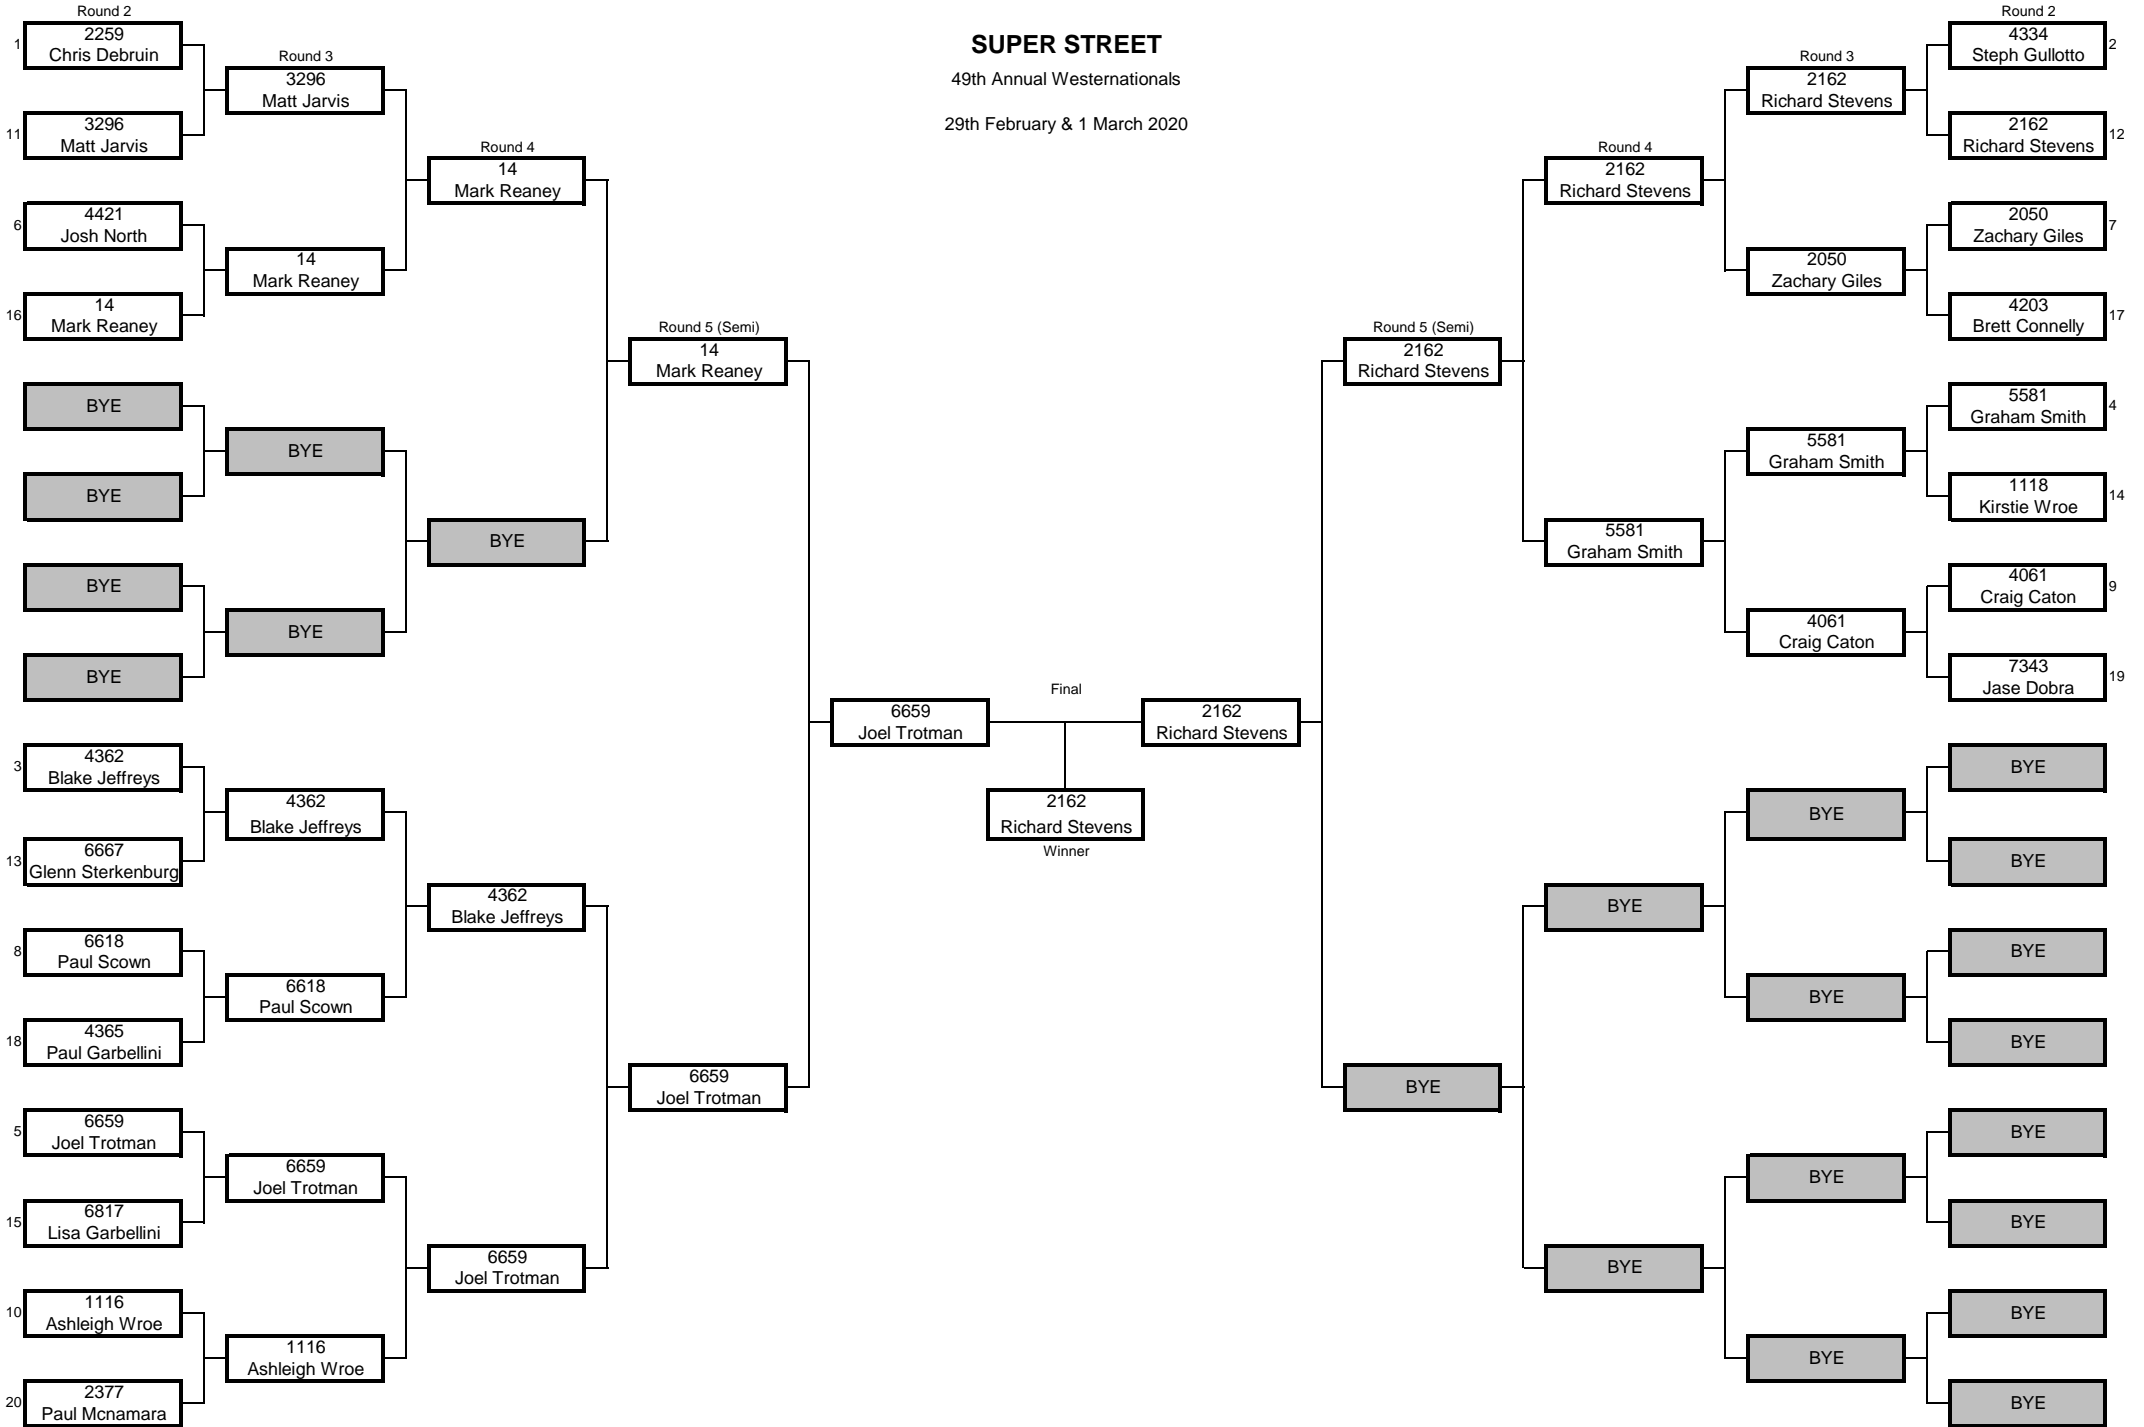 SUPER STREET
49th Annual Westernationals
29th February & 1 March 2020
Round 2
1
2259
Chris Debruin
11
3296
Matt Jarvis
6
4421
Josh North
16
14
Mark Reaney
BYE
BYE
BYE
BYE
3
4362
Blake Jeffreys
13
6667
Glenn Sterkenburg
8
6618
Paul Scown
18
4365
Paul Garbellini
5
6659
Joel Trotman
15
6817
Lisa Garbellini
10
1116
Ashleigh Wroe
20
2377
Paul Mcnamara
Round 3
3296
Matt Jarvis
14
Mark Reaney
BYE
BYE
4362
Blake Jeffreys
6618
Paul Scown
6659
Joel Trotman
1116
Ashleigh Wroe
Round 4
14
Mark Reaney
BYE
4362
Blake Jeffreys
6659
Joel Trotman
Round 5 (Semi)
14
Mark Reaney
6659
Joel Trotman
Final
6659
Joel Trotman
2162
Richard Stevens
2162
Richard Stevens
Winner
Round 5 (Semi)
2162
Richard Stevens
BYE
Round 4
2162
Richard Stevens
5581
Graham Smith
BYE
BYE
Round 3
2162
Richard Stevens
2050
Zachary Giles
5581
Graham Smith
4061
Craig Caton
BYE
BYE
BYE
BYE
Round 2
4334
Steph Gullotto
2
2162
Richard Stevens
12
2050
Zachary Giles
7
4203
Brett Connelly
17
5581
Graham Smith
4
1118
Kirstie Wroe
14
4061
Craig Caton
9
7343
Jase Dobra
19
BYE
BYE
BYE
BYE
BYE
BYE
BYE
BYE